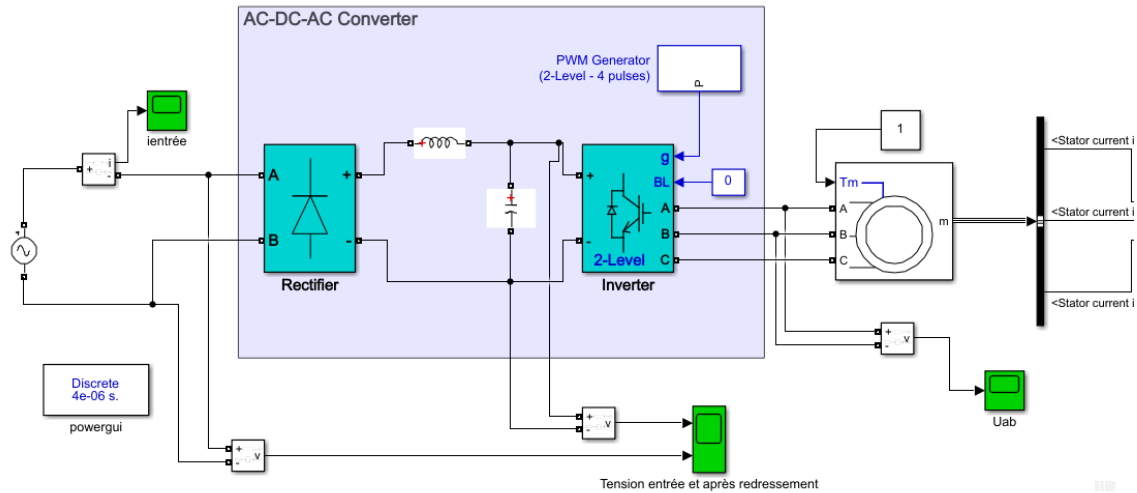 AC-DC-AC Converter
PWM Generator
(2-Level - 4 pulses)
P
ientrée
i
+
-
A
B
+
-
Rectifier
+
+
g
BL
0
+
-
A
B
C
2-Level
Inverter
1
Tm
A
B
C
m
<Stator current i
<Stator current i
<Stator current i
Discrete
4e-06 s.
powergui
+
-
v
+
-
v
+
-
v
Uab
Tension entrée et après redressement